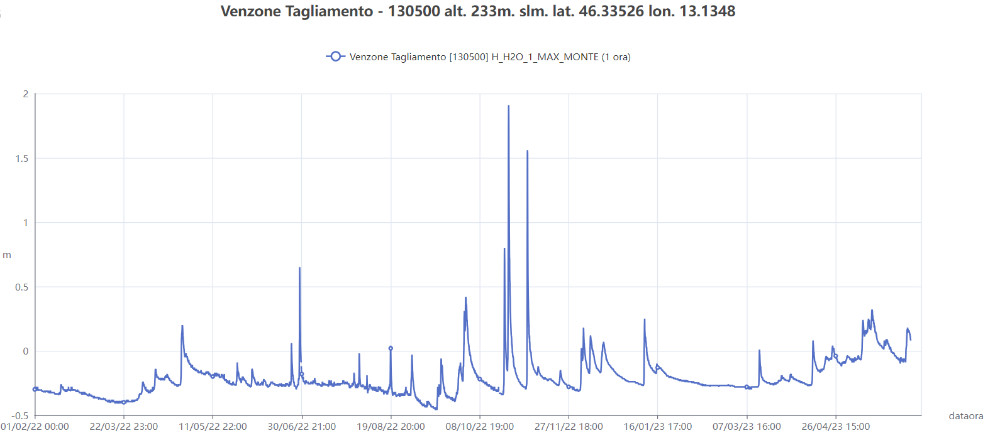 Venzone Tagliamento - 130500 alt. 233m. slm. lat. 46.33526 lon. 13.1348
Venzone Tagliamento [130500] H_H2O_1_MAX_MONTE (1 ora)
2
1.5
1
m
0.5
0
-0.5
dataora
01/02/22 00:00 22/03/22 23:00 11/05/22 22:00 30/06/22 21:00 19/08/22 20:00 08/10/22 19:00 27/11/22 18:00 16/01/23 17:00 07/03/23 16:00 26/04/23 15:00